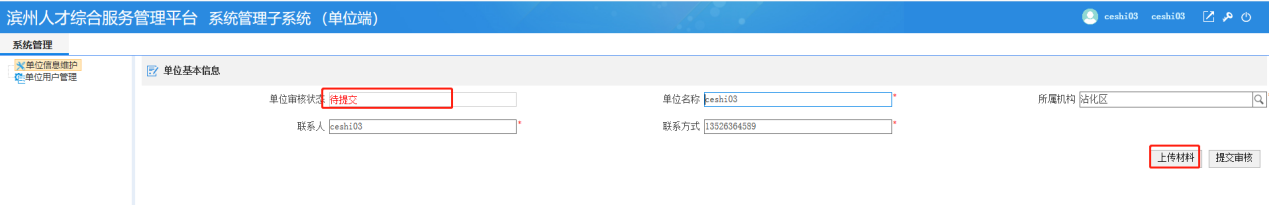 滨州人才综合服务管理平台 系统管理子系统 (单位端) ceshi03 ceshi03
系统管理
单位信息维护
单位用户管理
单位基本信息
单位审核状态 待提交 单位名称 ceshi03 * 所属机构 沾化区
联系人 ceshi03 * 联系方式 13526364589 *
上传材料 提交审核